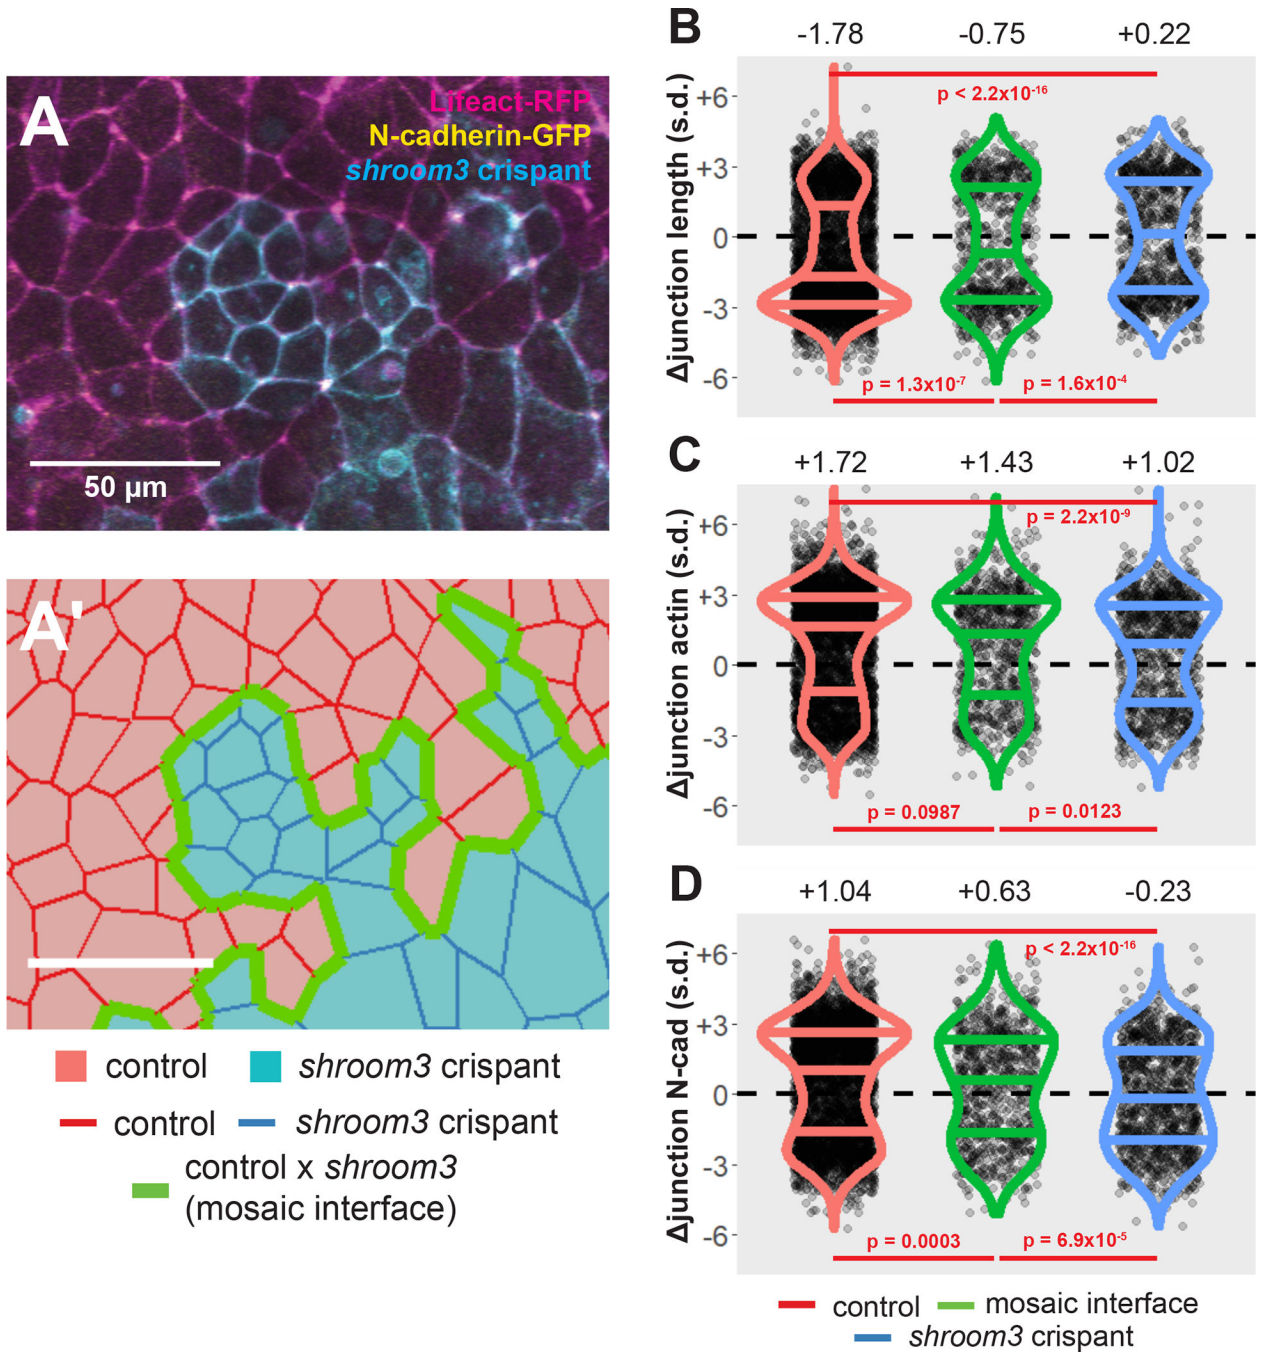 A
Lifeact-RFP
N-cadherin-GFP
shroom3 crispant
50 µm
A'
control shroom3 crispant
control shroom3 crispant
control x shroom3
(mosaic interface)
B
-1.78 -0.75 +0.22
Δjunction length (s.d.)
+6
+3
0
-3
-6
p < 2.2x10⁻¹⁶
p = 1.3x10⁻⁷ p = 1.6x10⁻⁴
C
+1.72 +1.43 +1.02
Δjunction actin (s.d.)
+6
+3
0
-3
-6
p = 2.2x10⁻⁹
p = 0.0987 p = 0.0123
D
+1.04 +0.63 -0.23
Δjunction N-cad (s.d.)
+6
+3
0
-3
-6
p < 2.2x10⁻¹⁶
p = 0.0003 p = 6.9x10⁻⁵
control mosaic interface
shroom3 crispant